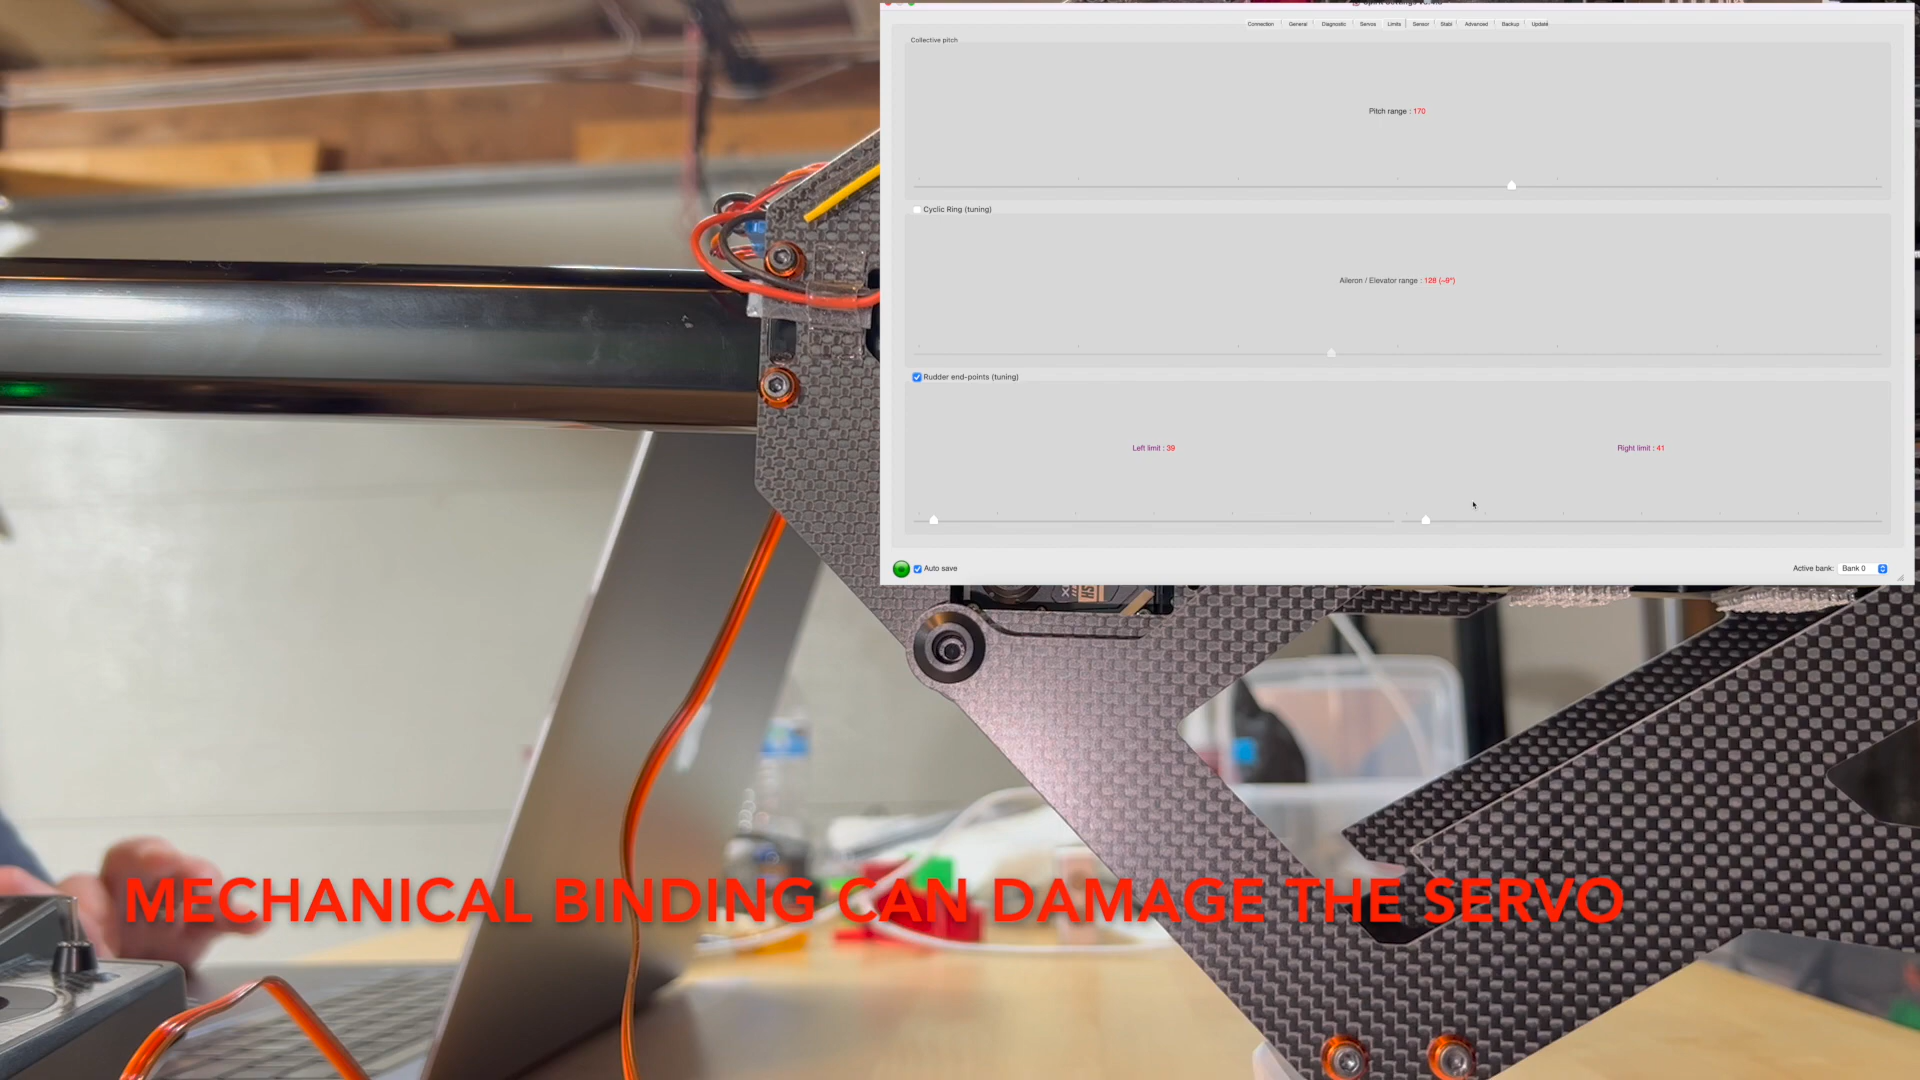 Connection General Diagnostic Servos Limits Sensor Stabi Advanced Backup Update
Collective pitch
Pitch range : 170
Cyclic Ring (tuning)
Aileron / Elevator range : 128 (~9°)
Rudder end-points (tuning)
Left limit : 39 Right limit : 41
Auto save Active bank: Bank 0
MECHANICAL BINDING CAN DAMAGE THE SERVO